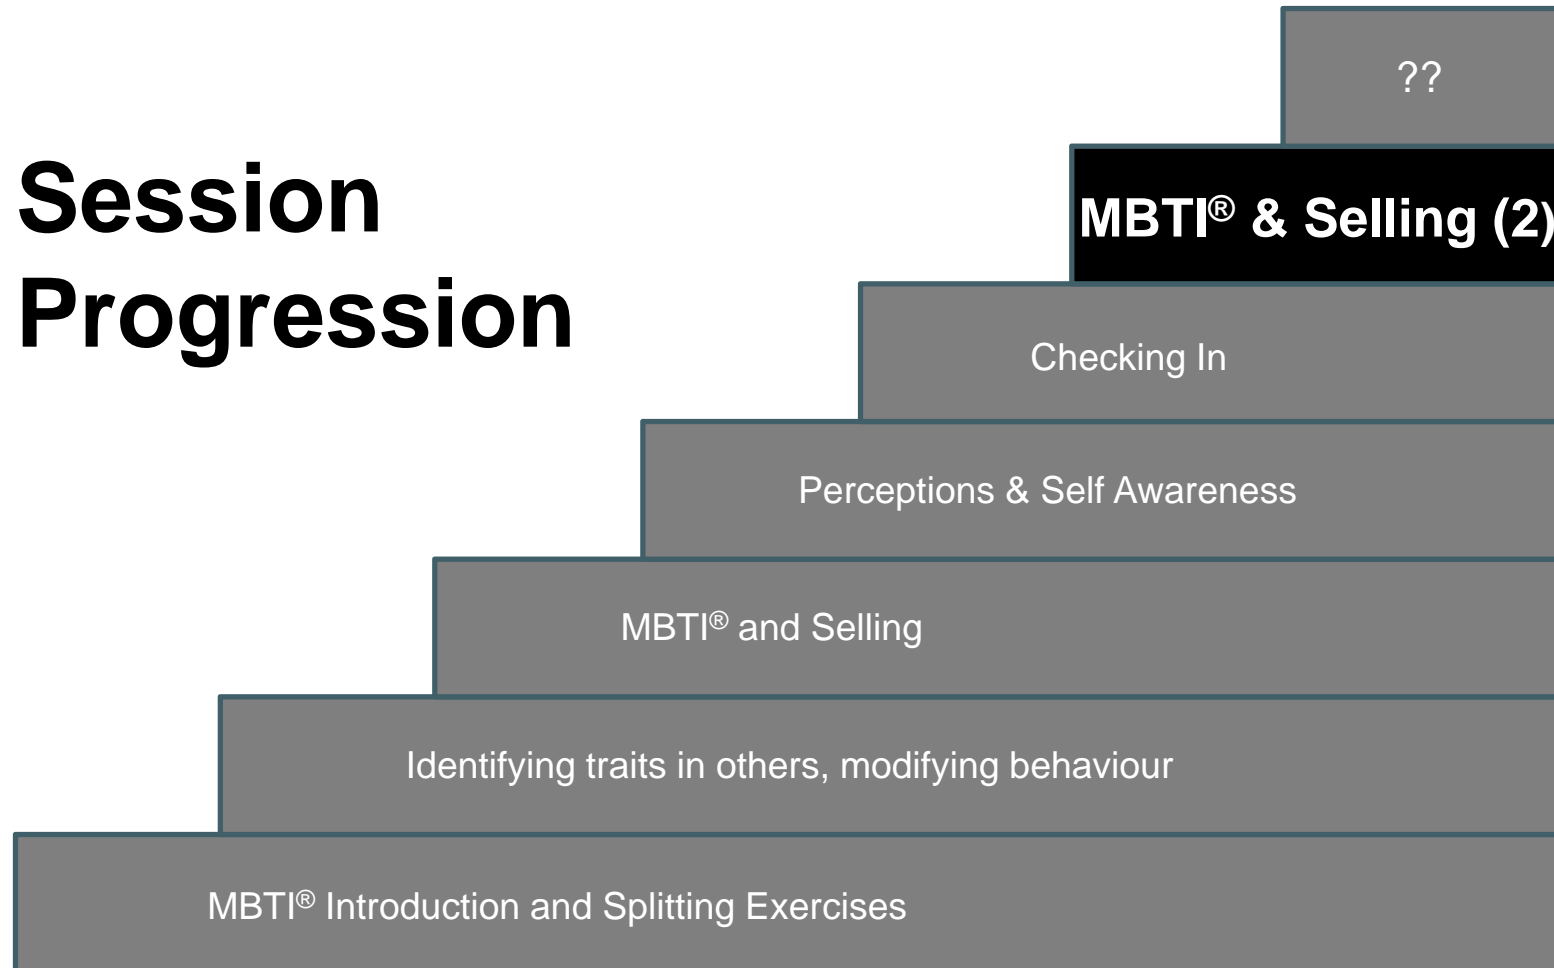 Session
Progression
??
MBTI® & Selling (2)
Checking In
Perceptions & Self Awareness
MBTI® and Selling
Identifying traits in others, modifying behaviour
MBTI® Introduction and Splitting Exercises